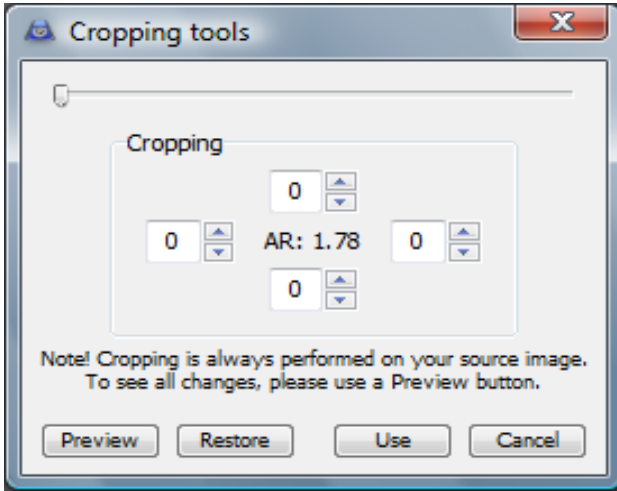 Cropping tools
Cropping
0
0 AR: 1.78 0
0
Note! Cropping is always performed on your source image.
To see all changes, please use a Preview button.
Preview Restore Use Cancel